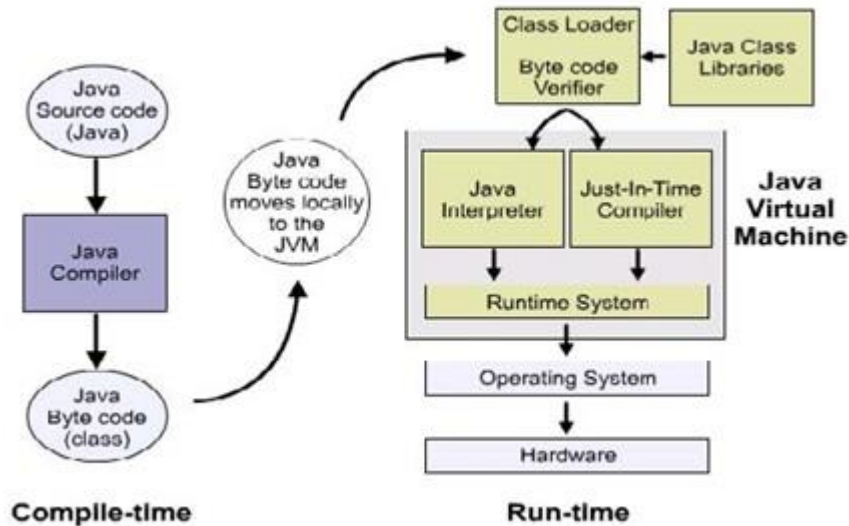 Java
Source code
(Java)
Java
Compiler
Java
Byte code
(class)
Compile-time
Java
Byte code
moves locally
to the
JVM
Class Loader
Byte code
Verifier
Java Class
Libraries
Java
Interpreter
Just-In-Time
Compiler
Java
Virtual
Machine
Runtime System
Operating System
Hardware
Run-time